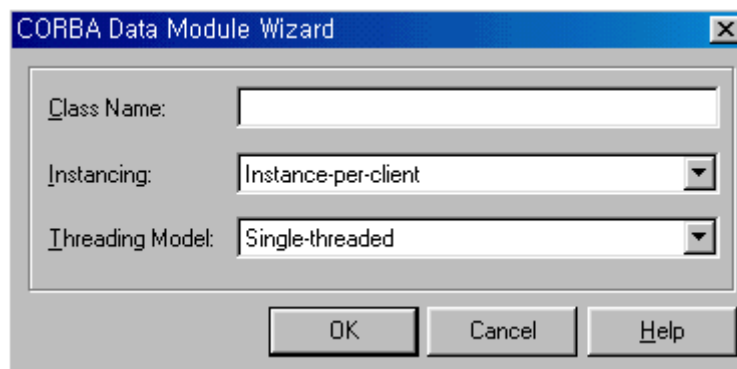 CORBA Data Module Wizard
Class Name:
Instancing: Instance-per-client
Threading Model: Single-threaded
OK Cancel Help